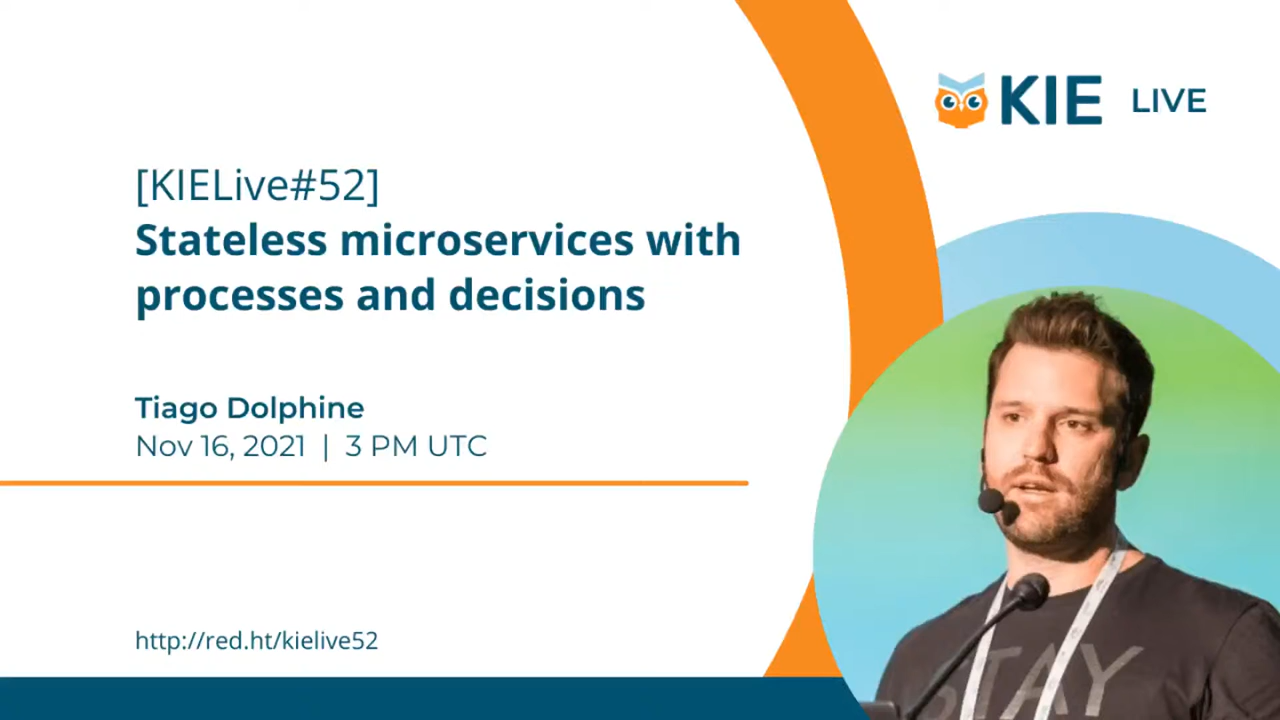 KIE LIVE
[KIELive#52]
Stateless microservices with
processes and decisions
Tiago Dolphine
Nov 16, 2021 | 3 PM UTC
http://red.ht/kielive52
STAY